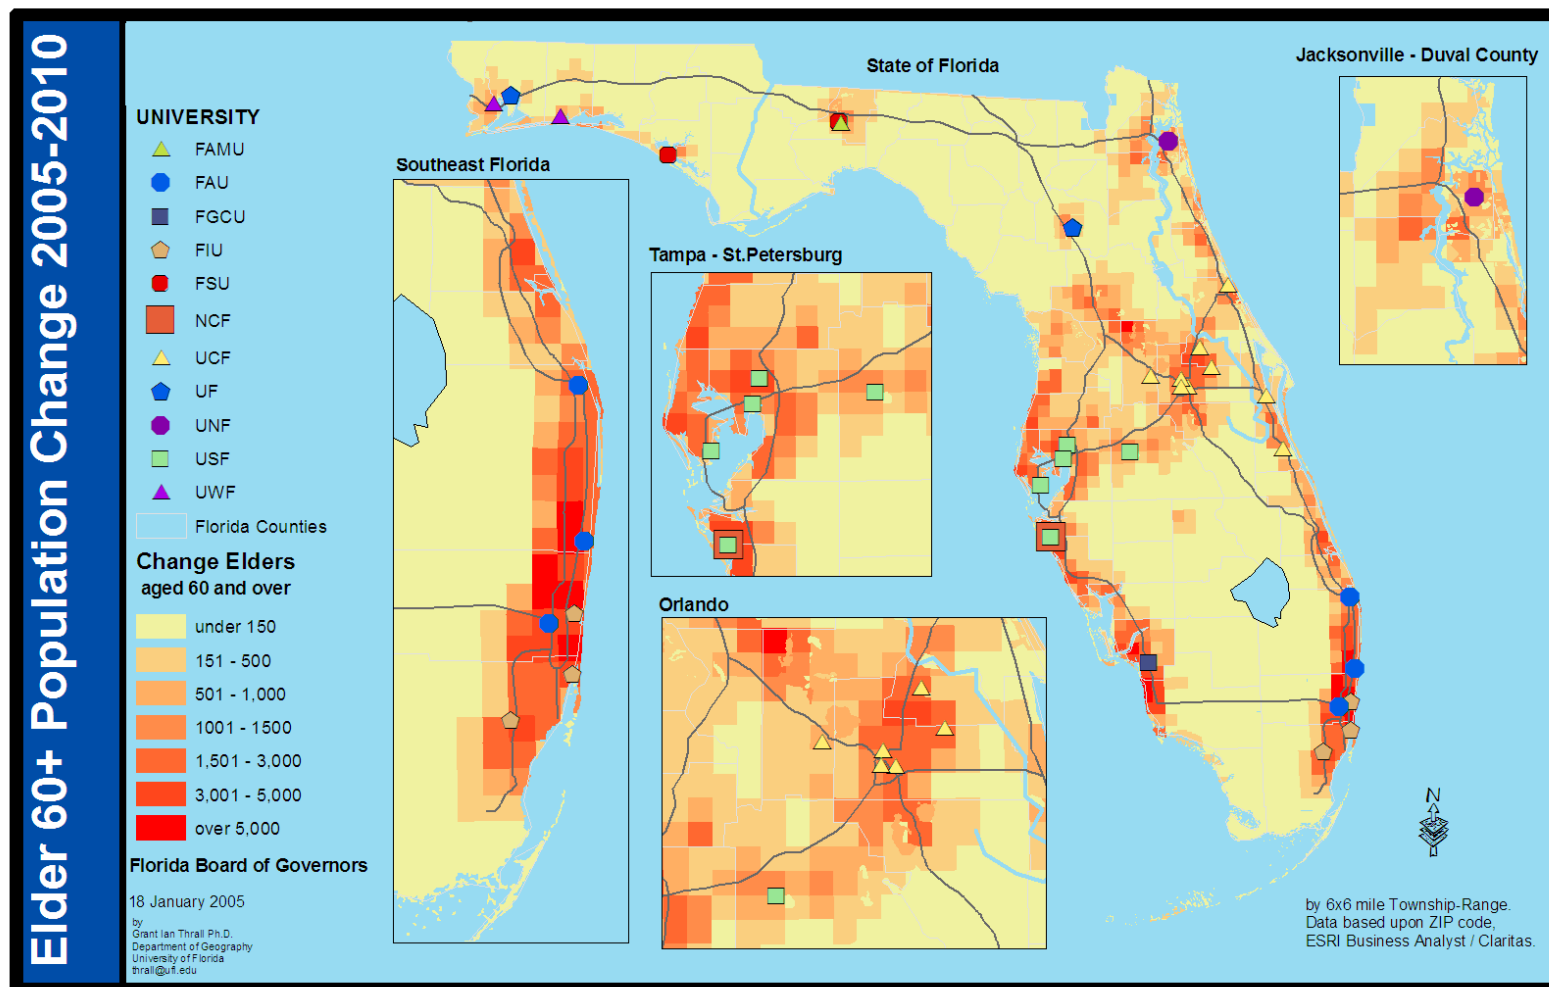 Elder 60+ Population Change 2005-2010
UNIVERSITY
FAMU
FAU
FGCU
FIU
FSU
NCF
UCF
UF
UNF
USF
UWF
Florida Counties
Change Elders
aged 60 and over
under 150
151 - 500
501 - 1,000
1001 - 1500
1,501 - 3,000
3,001 - 5,000
over 5,000
Florida Board of Governors
18 January 2005
by
Grant Ian Thrall Ph.D.
Department of Geography
University of Florida
thrall@ufl.edu
Southeast Florida
State of Florida
Tampa - St.Petersburg
Orlando
Jacksonville - Duval County
N
by 6x6 mile Township-Range.
Data based upon ZIP code,
ESRI Business Analyst / Claritas.